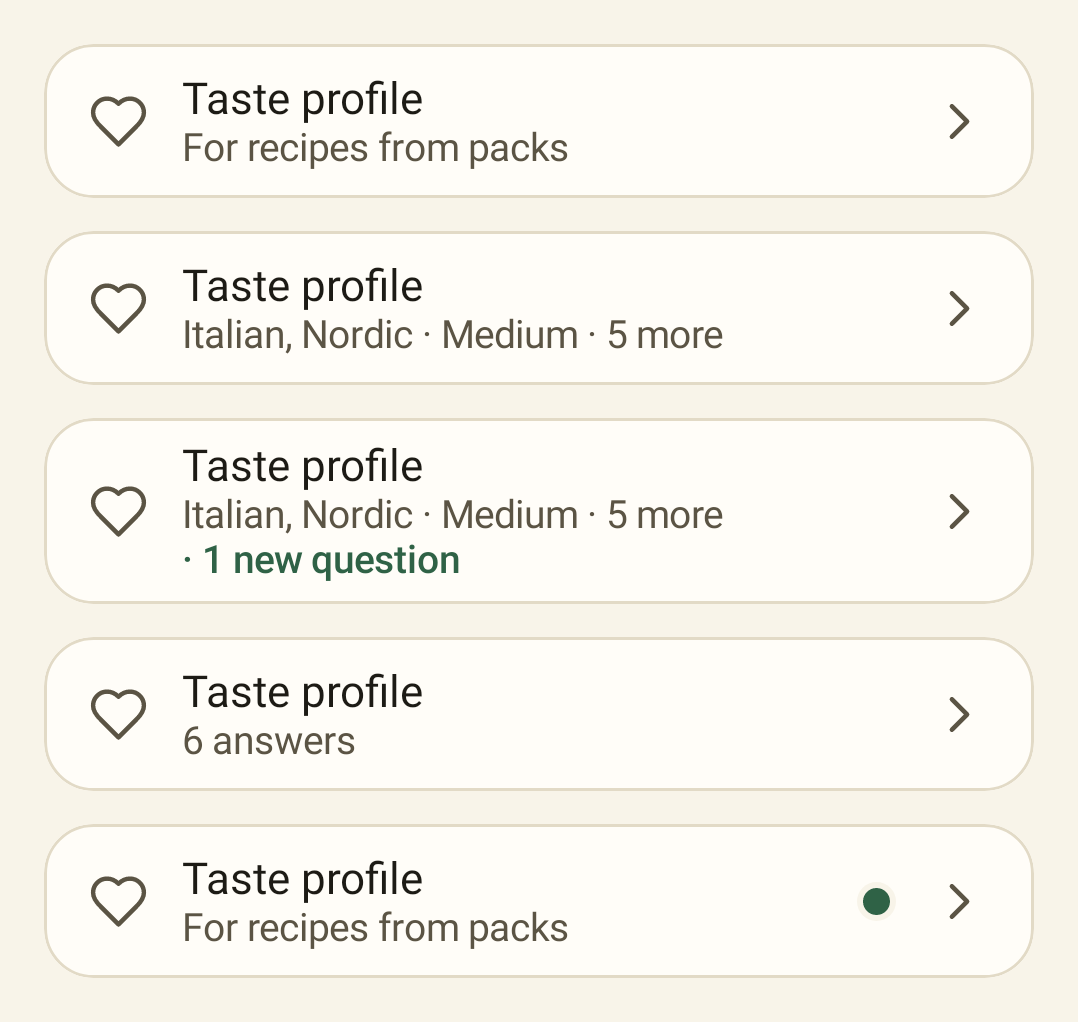 Taste profile
For recipes from packs
Taste profile
Italian, Nordic · Medium · 5 more
Taste profile
Italian, Nordic · Medium · 5 more
· 1 new question
Taste profile
6 answers
Taste profile
For recipes from packs